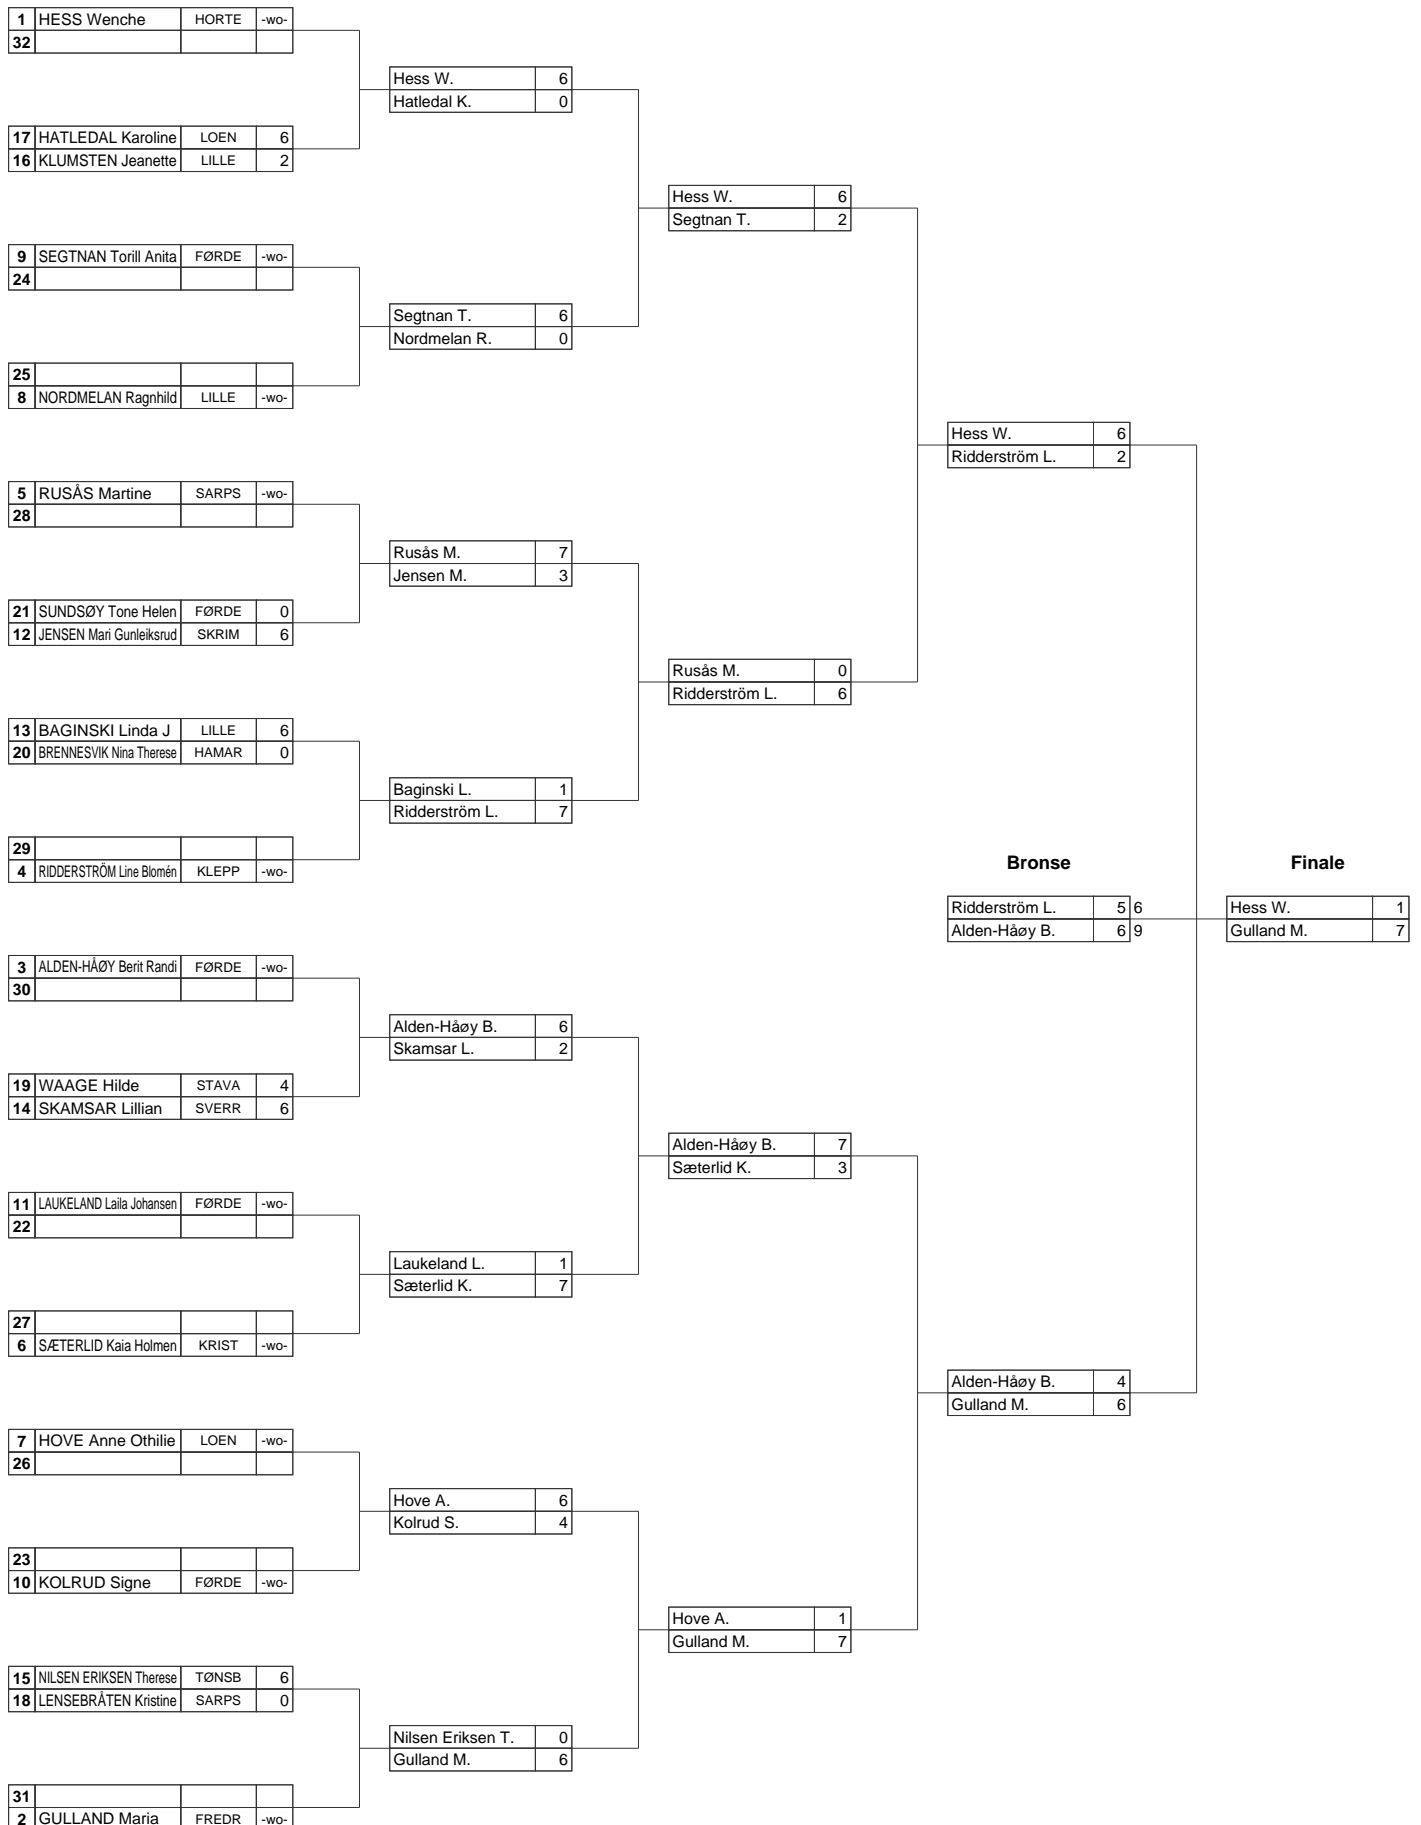 1 HESS Wenche HORTE -wo-
32
Hess W. 6
Hatledal K. 0
17 HATLEDAL Karoline LOEN 6
16 KLUMSTEN Jeanette LILLE 2
Hess W. 6
Segtnan T. 2
9 SEGTNAN Torill Anita FØRDE -wo-
24
Segtnan T. 6
Nordmelan R. 0
25
8 NORDMELAN Ragnhild LILLE -wo-
Hess W. 6
Ridderström L. 2
5 RUSÅS Martine SARPS -wo-
28
Rusås M. 7
Jensen M. 3
21 SUNDSØY Tone Helen FØRDE 0
12 JENSEN Mari Gunleiksrud SKRIM 6
Rusås M. 0
Ridderström L. 6
13 BAGINSKI Linda J LILLE 6
20 BRENNESVIK Nina Therese HAMAR 0
Baginski L. 1
Ridderström L. 7
29
4 RIDDERSTRÖM Line Blomén KLEPP -wo-
Bronse Finale
Ridderström L. 5 6 Hess W. 1
Alden-Håøy B. 6 9 Gulland M. 7
3 ALDEN-HÅØY Berit Randi FØRDE -wo-
30
Alden-Håøy B. 6
Skamsar L. 2
19 WAAGE Hilde STAVA 4
14 SKAMSAR Lillian SVERR 6
Alden-Håøy B. 7
Sæterlid K. 3
11 LAUKELAND Laila Johansen FØRDE -wo-
22
Laukeland L. 1
Sæterlid K. 7
27
6 SÆTERLID Kaia Holmen KRIST -wo-
Alden-Håøy B. 4
Gulland M. 6
7 HOVE Anne Othilie LOEN -wo-
26
Hove A. 6
Kolrud S. 4
23
10 KOLRUD Signe FØRDE -wo-
Hove A. 1
Gulland M. 7
15 NILSEN ERIKSEN Therese TØNSB 6
18 LENSEBRÅTEN Kristine SARPS 0
Nilsen Eriksen T. 0
Gulland M. 6
31
2 GULLAND Maria FREDR -wo-